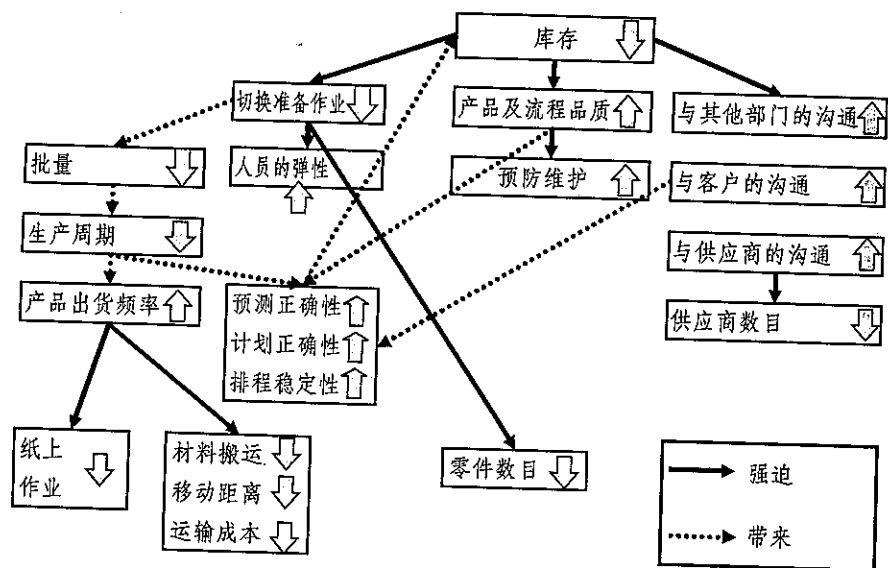 库存
切换准备作业
产品及流程品质
与其他部门的沟通
批量
人员的弹性
预防维护
与客户的沟通
生产周期
与供应商的沟通
产品出货频率
预测正确性
计划正确性
排程稳定性
供应商数目
纸上
作业
材料搬运
移动距离
运输成本
零件数目
强迫
带来